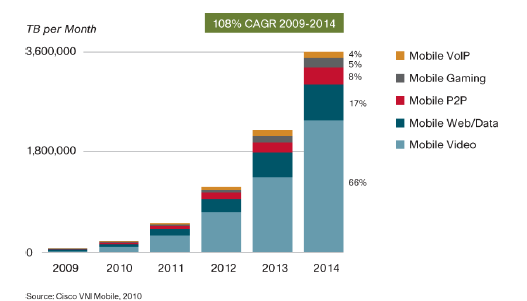 TB per Month
108% CAGR 2009-2014
3,600,000
1,800,000
0
4%
5%
8%
17%
66%
Mobile VoIP
Mobile Gaming
Mobile P2P
Mobile Web/Data
Mobile Video
2009 2010 2011 2012 2013 2014
Source: Cisco VNI Mobile, 2010